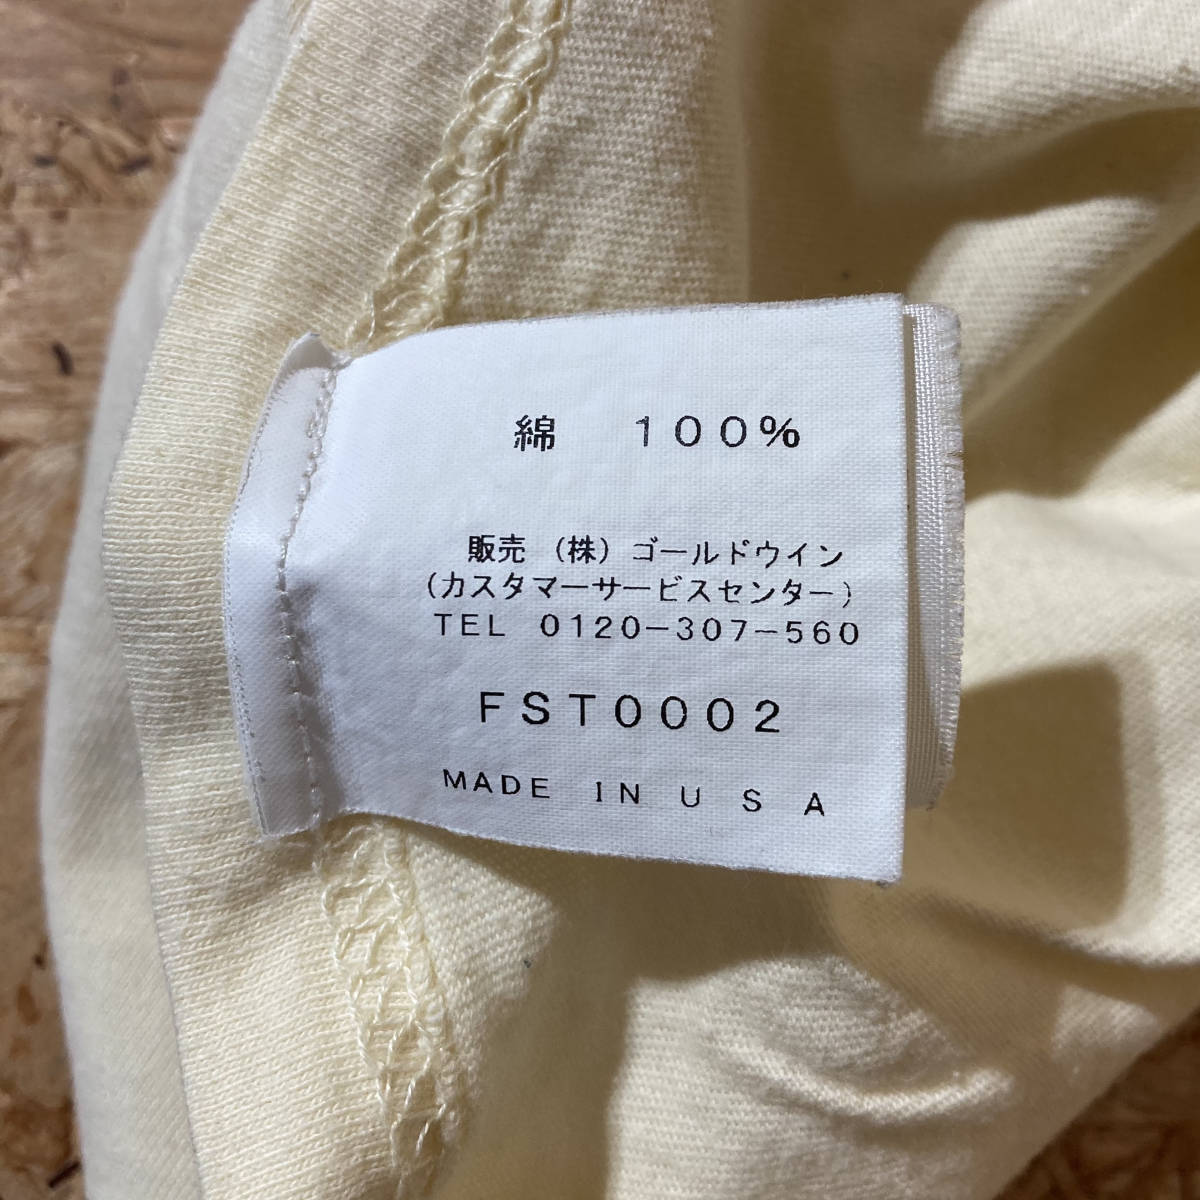 綿 100%
販売 (株) ゴールドウイン
(カスタマーサービスセンター)
TEL 0120-307-560
FST0002
MADE IN U S A